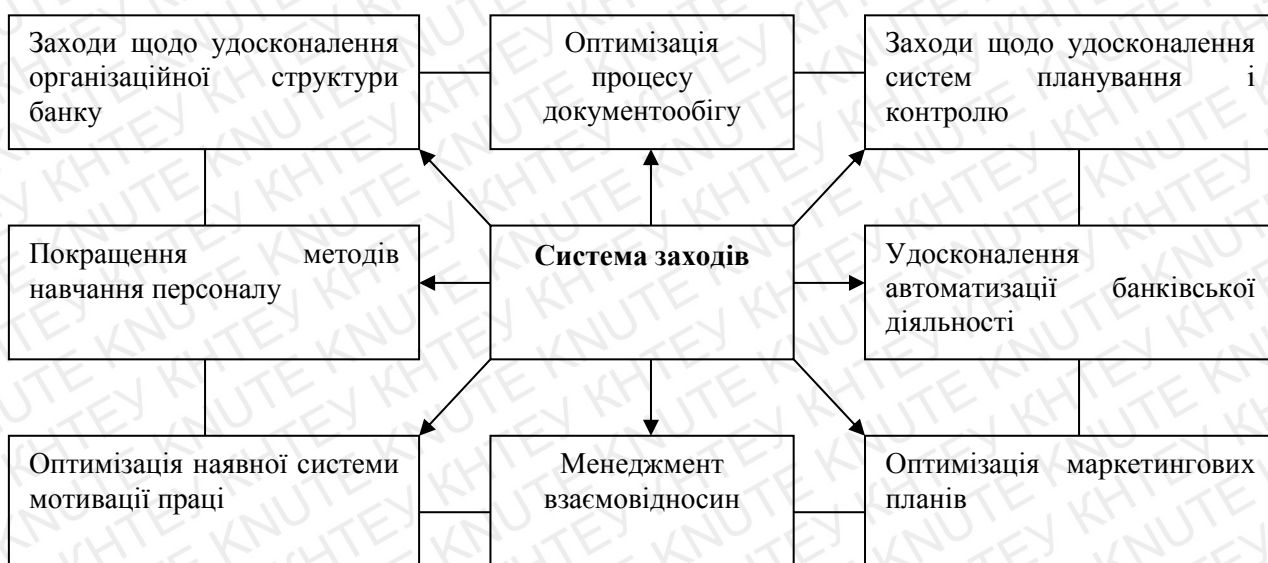 Заходи щодо удосконалення
організаційної структури
банку
Оптимізація
процесу
документообігу
Заходи щодо удосконалення
систем планування і
контролю
Покращення методів
навчання персоналу
Система заходів
Удосконалення
автоматизації банківської
діяльності
Оптимізація наявної системи
мотивації праці
Менеджмент
взаємовідносин
Оптимізація маркетингових
планів